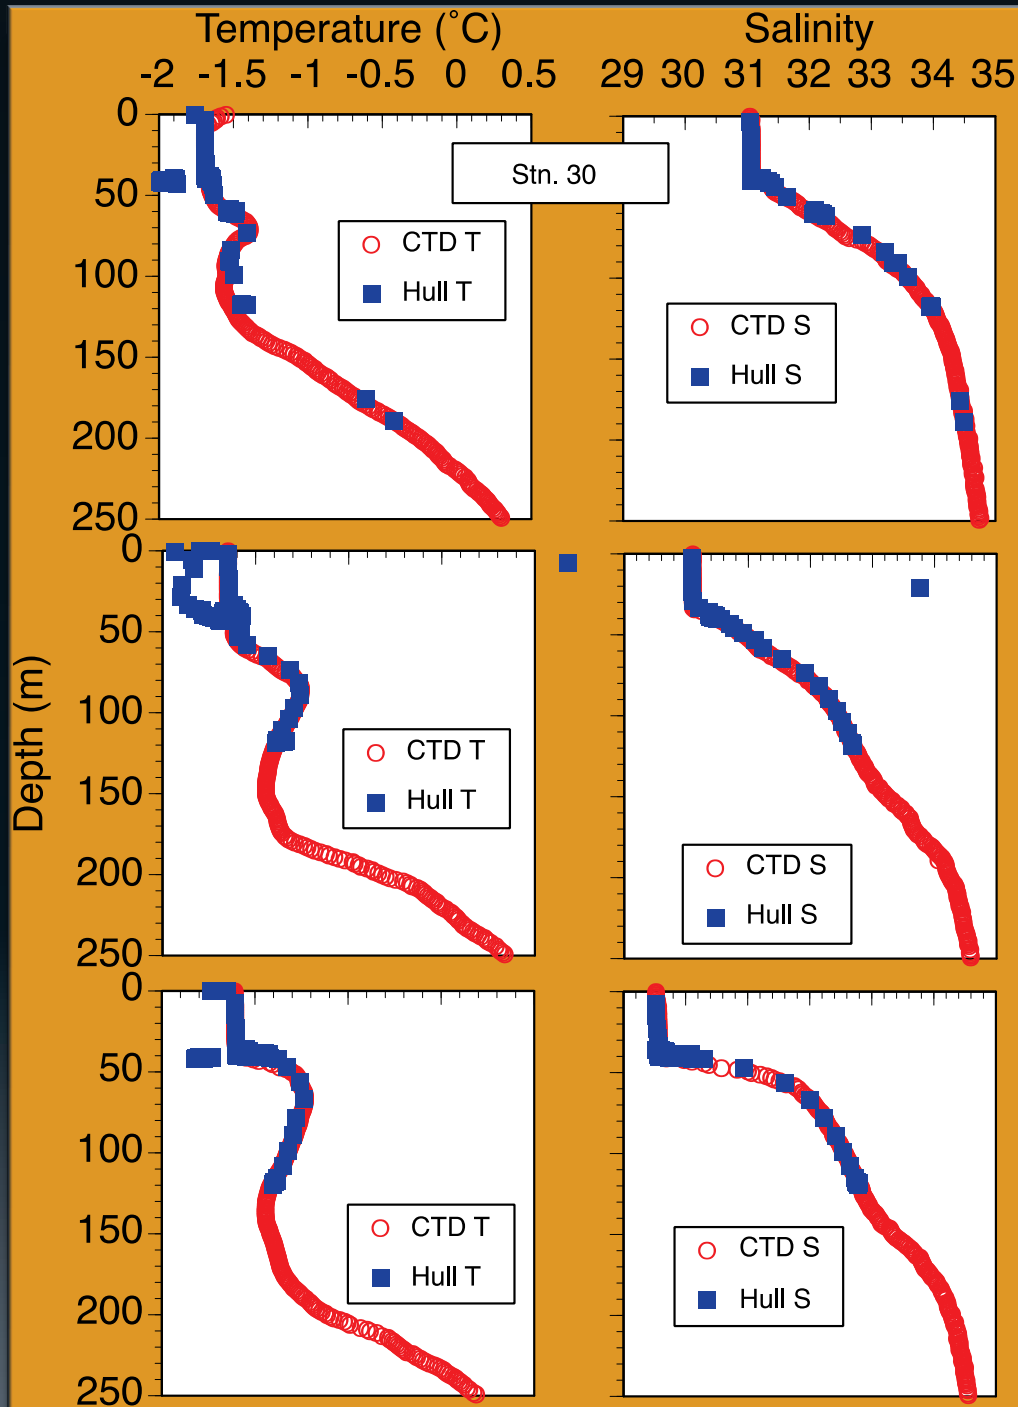 Temperature (˚C)
Salinity
-2 -1.5 -1 -0.5 0 0.5
29 30 31 32 33 34 35
0
50
100
150
200
250
Stn. 30
CTD T
Hull T
CTD S
Hull S
Depth (m)
0
50
100
150
200
250
CTD T
Hull T
CTD S
Hull S
0
50
100
150
200
250
CTD T
Hull T
CTD S
Hull S